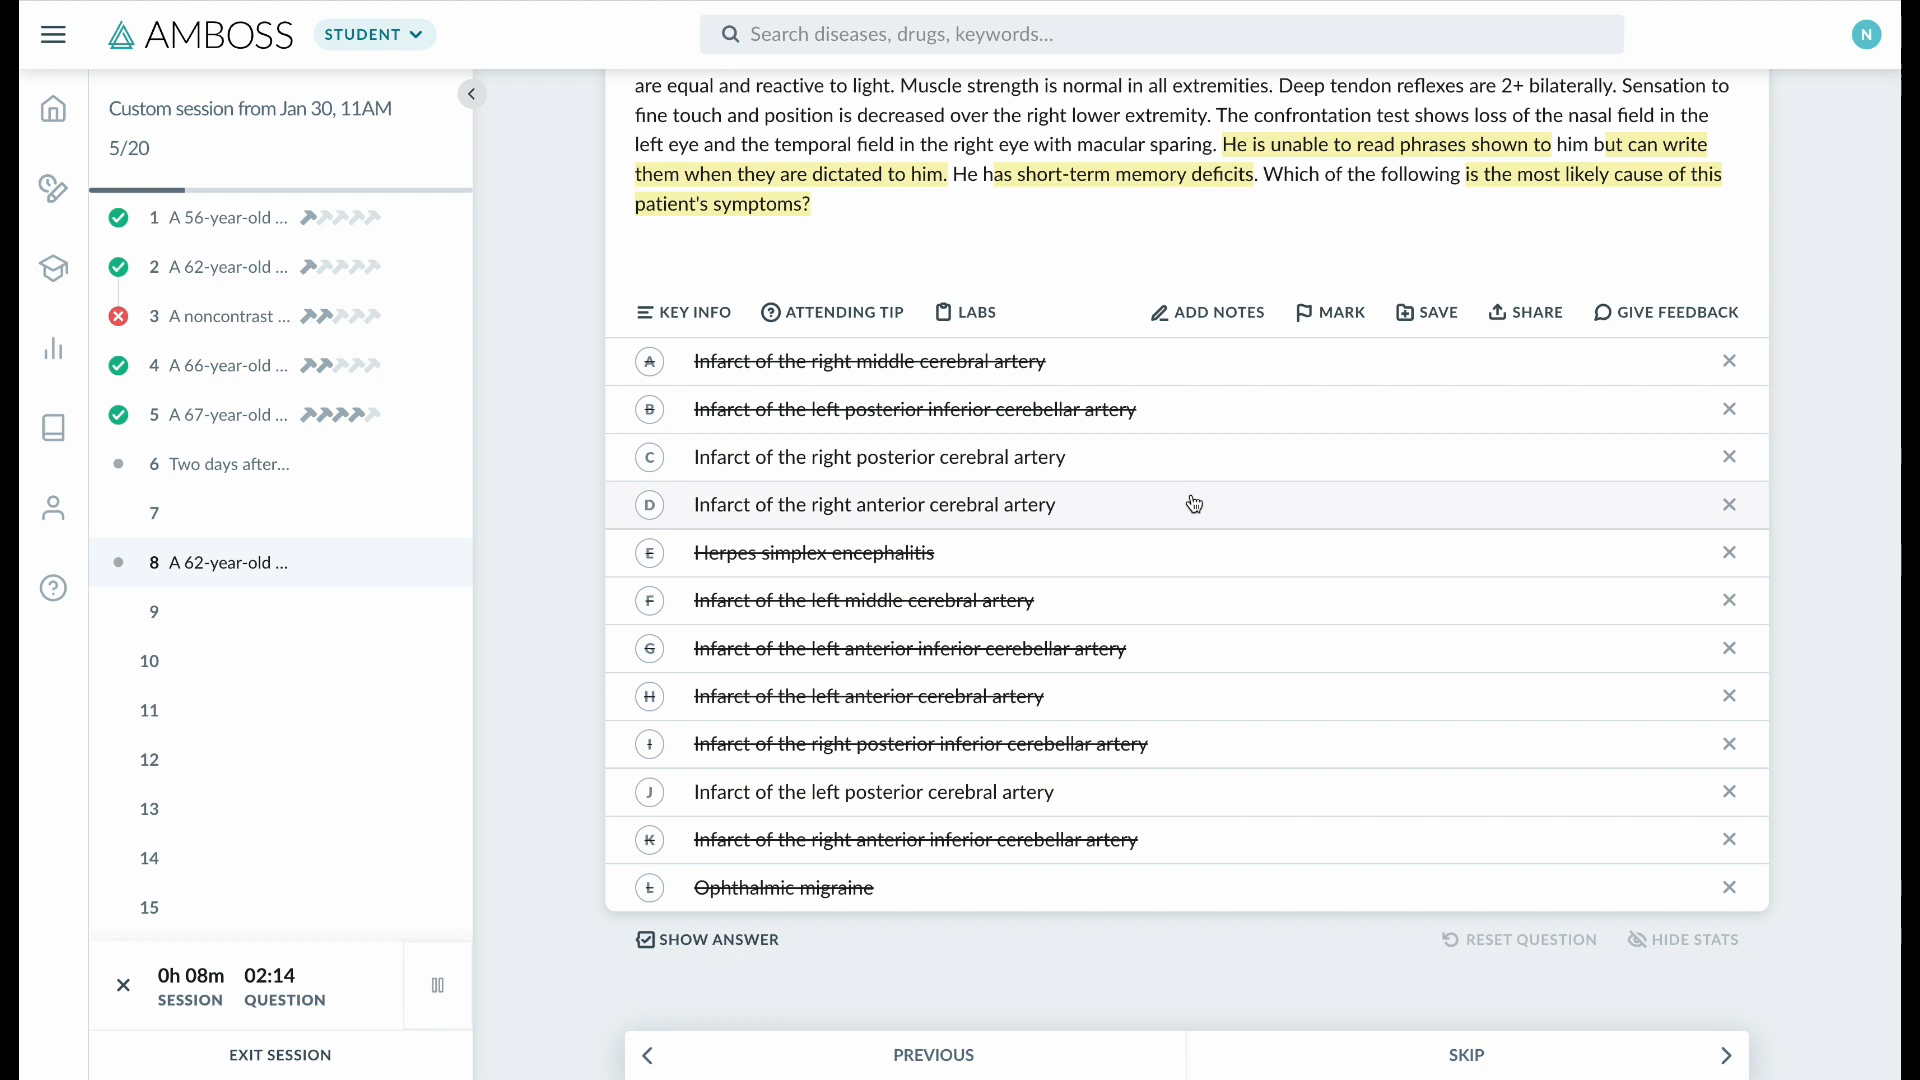 AMBOSS
STUDENT
Search diseases, drugs, keywords...
N
Custom session from Jan 30, 11AM
5/20
1 A 56-year-old ...
2 A 62-year-old ...
3 A noncontrast ...
4 A 66-year-old ...
5 A 67-year-old ...
6 Two days after...
7
8 A 62-year-old ...
9
10
11
12
13
14
15
0h 08m 02:14
SESSION QUESTION
EXIT SESSION
are equal and reactive to light. Muscle strength is normal in all extremities. Deep tendon reflexes are 2+ bilaterally. Sensation to
fine touch and position is decreased over the right lower extremity. The confrontation test shows loss of the nasal field in the
left eye and the temporal field in the right eye with macular sparing. He is unable to read phrases shown to him but can write
them when they are dictated to him. He has short-term memory deficits. Which of the following is the most likely cause of this
patient's symptoms?
KEY INFO ATTENDING TIP LABS ADD NOTES MARK SAVE SHARE GIVE FEEDBACK
A Infarct of the right middle cerebral artery
B Infarct of the left posterior inferior cerebellar artery
C Infarct of the right posterior cerebral artery
D Infarct of the right anterior cerebral artery
E Herpes simplex encephalitis
F Infarct of the left middle cerebral artery
G Infarct of the left anterior inferior cerebellar artery
H Infarct of the left anterior cerebral artery
I Infarct of the right posterior inferior cerebellar artery
J Infarct of the left posterior cerebral artery
K Infarct of the right anterior inferior cerebellar artery
L Ophthalmic migraine
SHOW ANSWER RESET QUESTION HIDE STATS
PREVIOUS SKIP